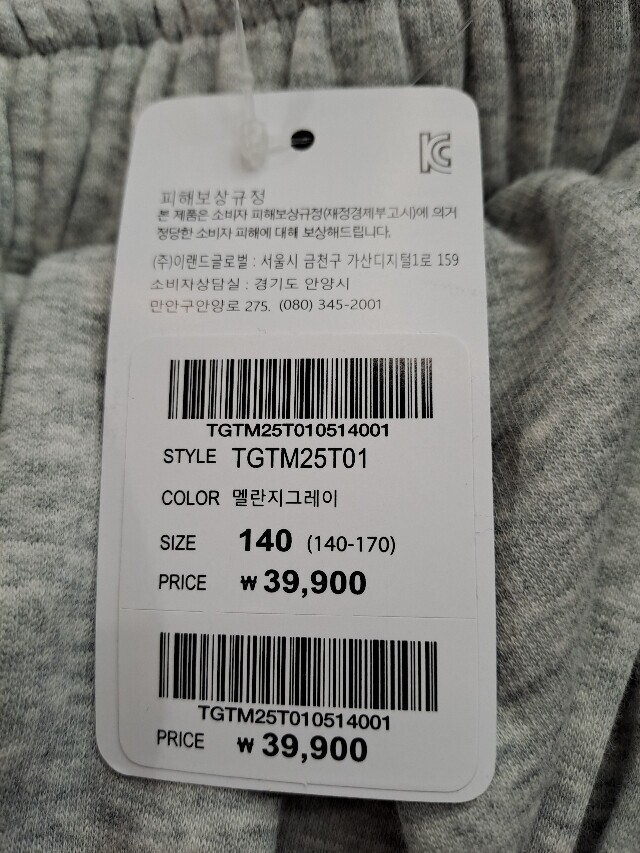 KC
피해보상규정
본 제품은 소비자 피해보상규정(재정경제부고시)에 의거
정당한 소비자 피해에 대해 보상해드립니다.
(주)이랜드글로벌 : 서울시 금천구 가산디지털1로 159
소비자상담실 : 경기도 안양시
만안구안양로 275. (080) 345-2001
TGTM25T010514001
STYLE TGTM25T01
COLOR 멜란지그레이
SIZE 140 (140-170)
PRICE ₩39,900
TGTM25T010514001
PRICE ₩39,900